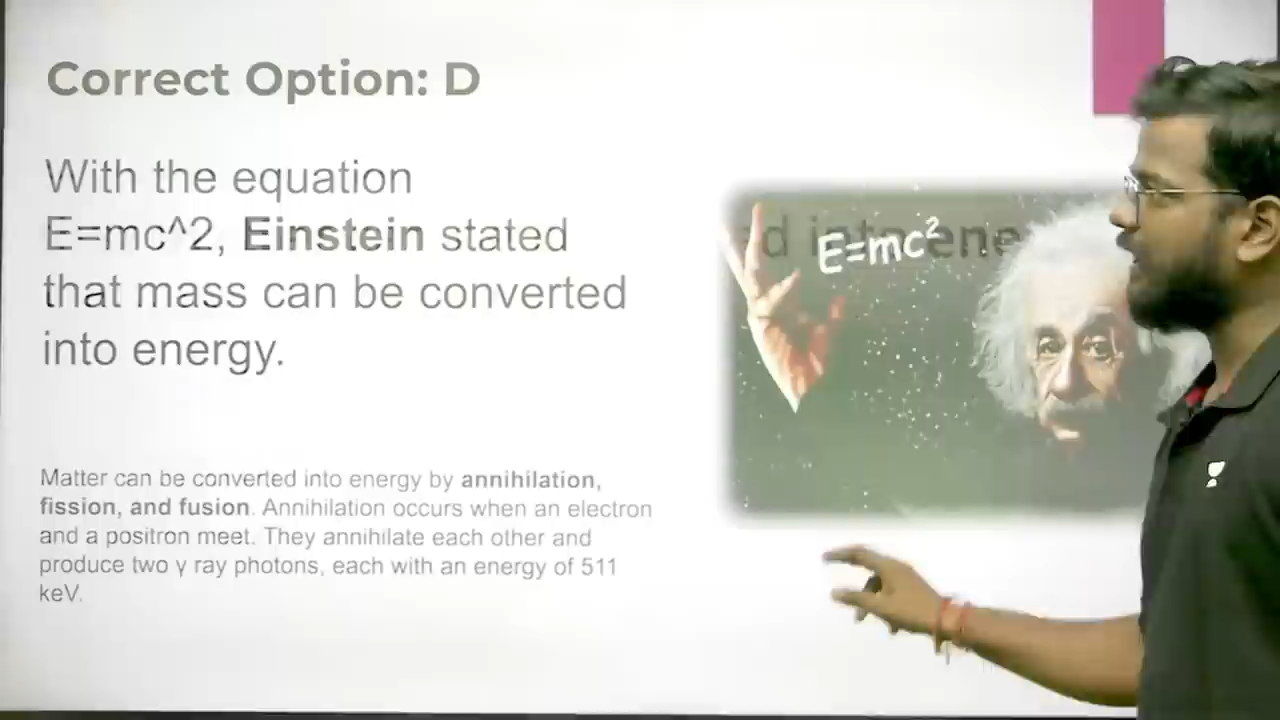 Correct Option: D
With the equation
E=mc^2, Einstein stated
that mass can be converted
into energy.
d into ene
E=mc²
Matter can be converted into energy by annihilation,
fission, and fusion. Annihilation occurs when an electron
and a positron meet. They annihilate each other and
produce two γ ray photons, each with an energy of 511
keV.